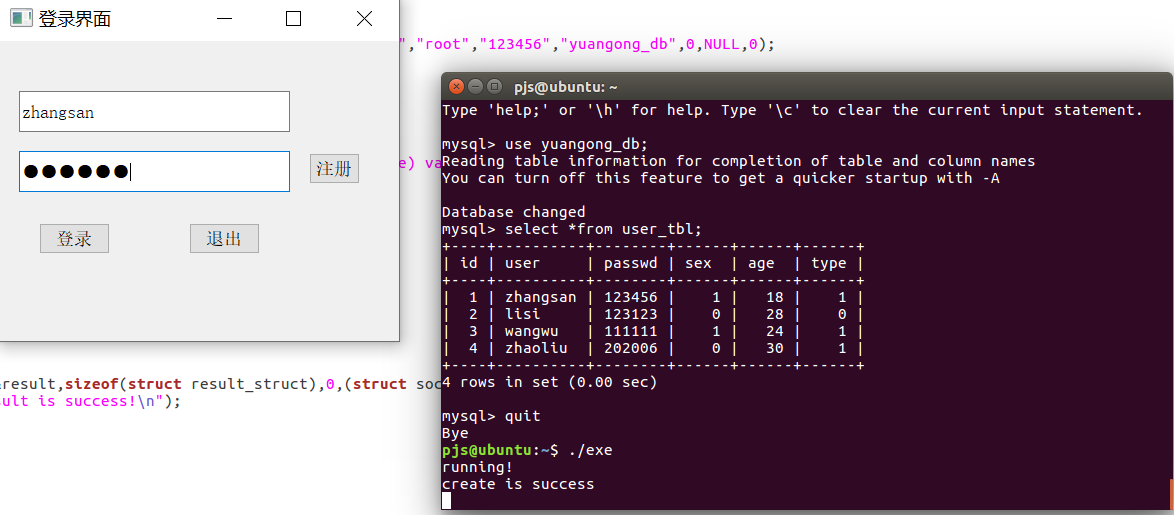 登录界面
zhangsan
●●●●●●
注册
登录
退出
","root","123456","yuangong_db",0,NULL,0);
e) va
&result,sizeof(struct result_struct),0,(struct soc
sult is success!\n");
pjs@ubuntu: ~
Type 'help;' or '\h' for help. Type '\c' to clear the current input statement.
mysql> use yuangong_db;
Reading table information for completion of table and column names
You can turn off this feature to get a quicker startup with -A
Database changed
mysql> select *from user_tbl;
+----+----------+--------+------+------+------+
| id | user     | passwd | sex  | age  | type |
+----+----------+--------+------+------+------+
|  1 | zhangsan | 123456 |    1 |   18 |    1 |
|  2 | lisi     | 123123 |    0 |   28 |    0 |
|  3 | wangwu   | 111111 |    1 |   24 |    1 |
|  4 | zhaoliu  | 202006 |    0 |   30 |    1 |
+----+----------+--------+------+------+------+
4 rows in set (0.00 sec)
mysql> quit
Bye
pjs@ubuntu:~$ ./exe
running!
create is success